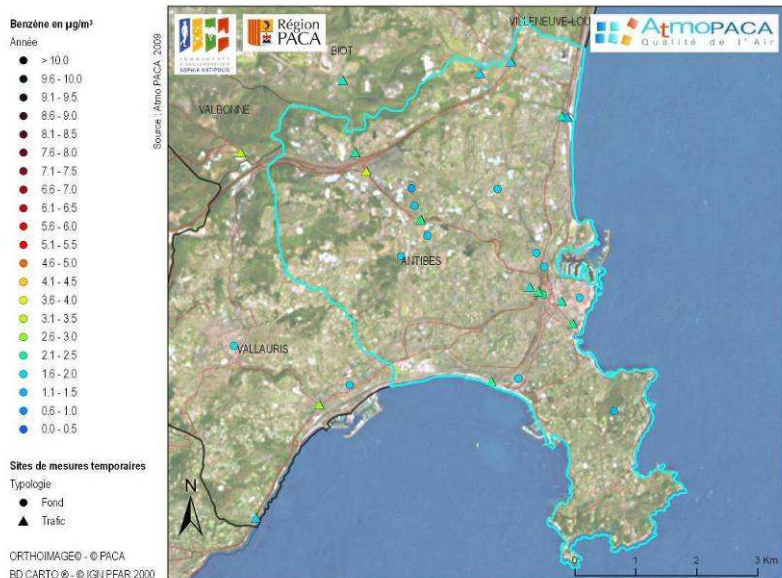 Benzène en µg/m³
Année
> 10.0
9.6 - 10.0
9.1 - 9.5
8.6 - 9.0
8.1 - 8.5
7.6 - 8.0
7.1 - 7.5
6.6 - 7.0
6.1 - 6.5
5.6 - 6.0
5.1 - 5.5
4.6 - 5.0
4.1 - 4.5
3.6 - 4.0
3.1 - 3.5
2.6 - 3.0
2.1 - 2.5
1.6 - 2.0
1.1 - 1.5
0.6 - 1.0
0.0 - 0.5
Sites de mesures temporaires
Typologie
Fond
Trafic
ORTHOIMAGE© - © PACA
BD CARTO ® - © IGN PFAR 2000
Source : Atmo PACA 2009
SOPHIA ANTIPOLIS
Région
PACA
VILLENEUVE-LOU
AtmoPACA
Qualité de l'Air
BIOT
VALBONNE
ANTIBES
VALLAURIS
N
0 1 2 3 Km